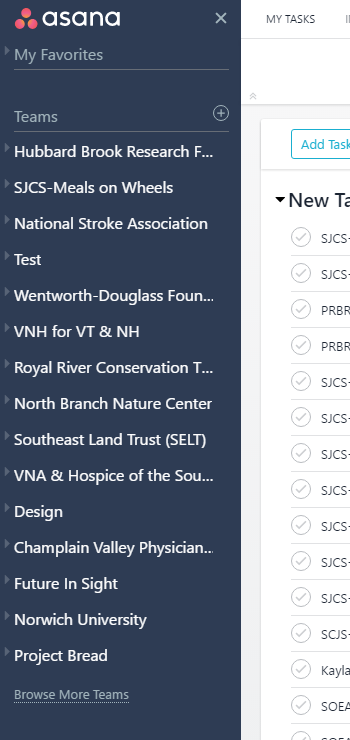 asana
My Favorites
Teams
Hubbard Brook Research F...
SJCS-Meals on Wheels
National Stroke Association
Test
Wentworth-Douglass Foun...
VNH for VT & NH
Royal River Conservation T...
North Branch Nature Center
Southeast Land Trust (SELT)
VNA & Hospice of the Sou...
Design
Champlain Valley Physician...
Future In Sight
Norwich University
Project Bread
Browse More Teams
MY TASKS
Add Task
New Ta
SJCS-
SJCS-
PRBR
PRBR
SJCS-
SJCS-
SJCS-
SJCS-
SJCS-
SJCS-
SJCS-
SCJS-
Kayla
SOEA